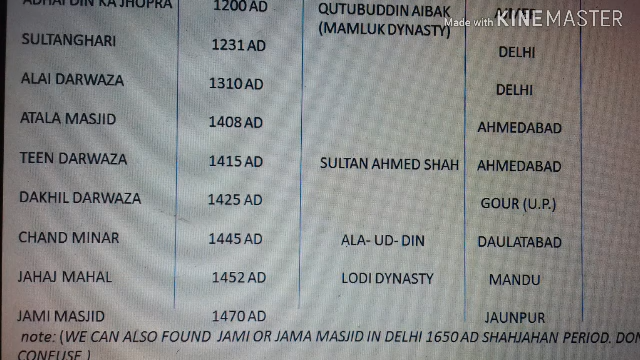 ADHAI DIN KA JHOPRA 1200 AD QUTUBUDDIN AIBAK
(MAMLUK DYNASTY)
Made with KINEMASTER
SULTANGHARI 1231 AD DELHI
ALAI DARWAZA 1310 AD DELHI
ATALA MASJID 1408 AD AHMEDABAD
TEEN DARWAZA 1415 AD SULTAN AHMED SHAH AHMEDABAD
DAKHIL DARWAZA 1425 AD GOUR (U.P.)
CHAND MINAR 1445 AD ALA- UD- DIN DAULATABAD
JAHAJ MAHAL 1452 AD LODI DYNASTY MANDU
JAMI MASJID 1470 AD JAUNPUR
note: (WE CAN ALSO FOUND JAMI OR JAMA MASJID IN DELHI 1650 AD SHAHJAHAN PERIOD. DON
CONFUSE )